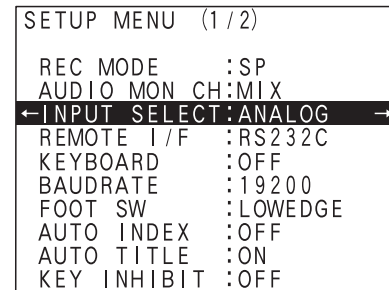 SETUP MENU (1/2)
REC MODE :SP
AUDIO MON CH:MIX
←INPUT SELECT:ANALOG →
REMOTE I/F :RS232C
KEYBOARD :OFF
BAUDRATE :19200
FOOT SW :LOWEDGE
AUTO INDEX :OFF
AUTO TITLE :ON
KEY INHIBIT :OFF